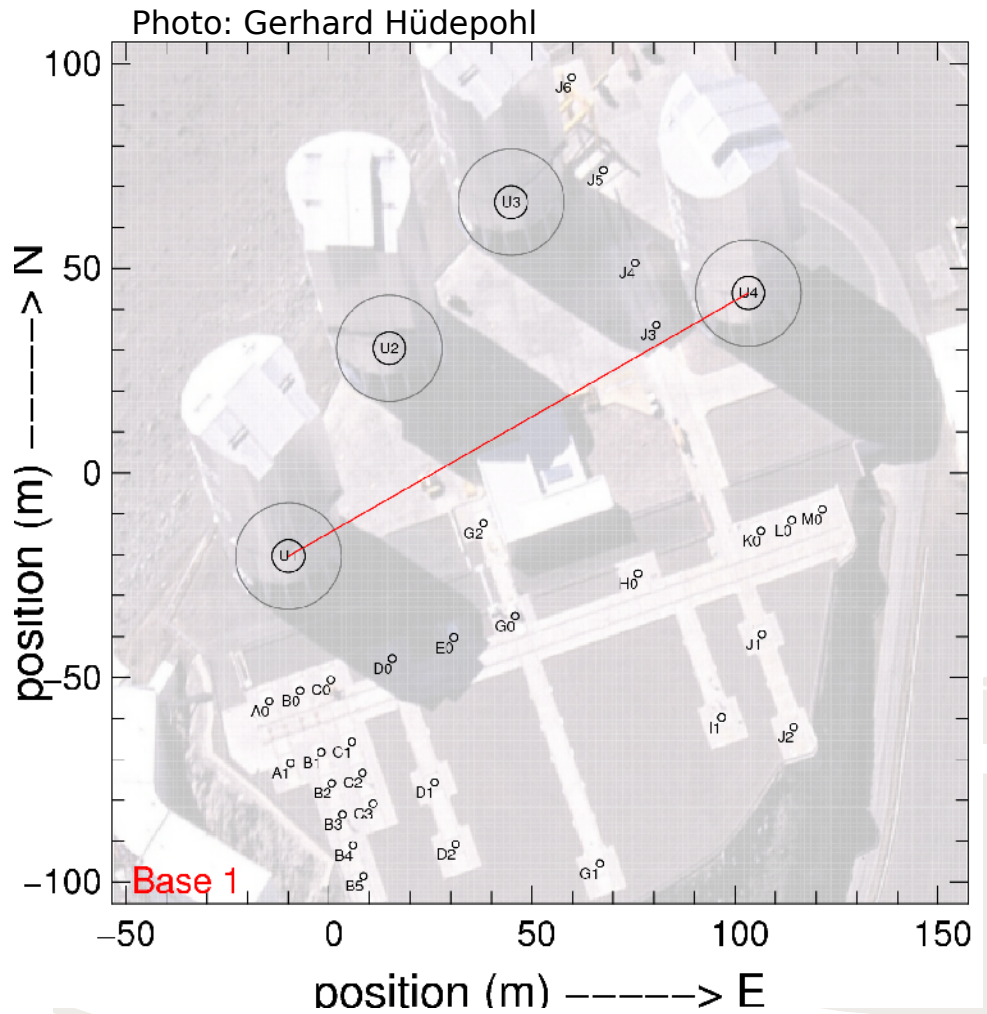 Photo: Gerhard Hüdepohl
100
50
0
−50
−100
position (m) −−−−−> N
J6
J5
U3
J4
U4
J3
U2
M0
L0
K0
G2
U1
H0
G0
J1
E0
D0
C0
B0
A0
I1
J2
C1
B1
A1
C2
B2
D1
C3
B3
B4
D2
G1
B5
Base 1
−50
0
50
100
150
position (m) −−−−−> E